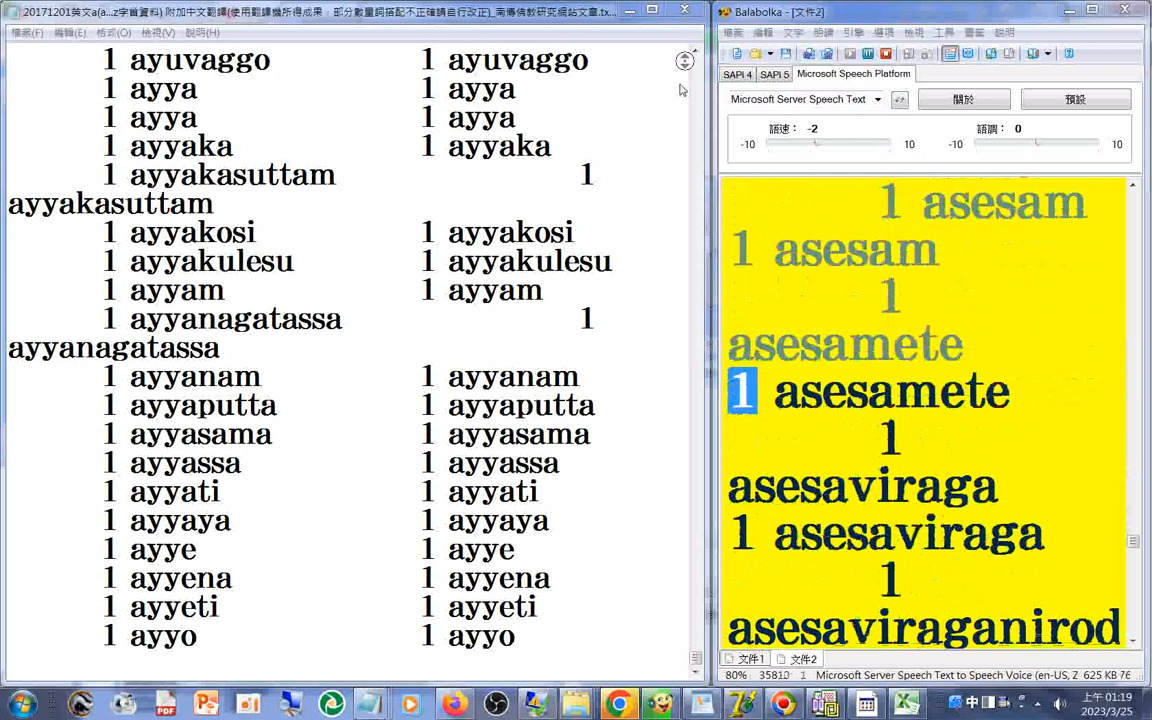 20171201英文a(a...z字首資料) 附加中文翻譯(使用翻譯機所得成果 - 部分數量詞搭配不正確請自行改正)_南傳佛教研究網站文章.tx...
檔案(F) 編輯(E) 格式(O) 檢視(V) 說明(H)
1 ayuvaggo 1 ayuvaggo
1 ayya 1 ayya
1 ayya 1 ayya
1 ayyaka 1 ayyaka
1 ayyakasuttam 1
ayyakasuttam
1 ayyakosi 1 ayyakosi
1 ayyakulesu 1 ayyakulesu
1 ayyam 1 ayyam
1 ayyanagatassa 1
ayyanagatassa
1 ayyanam 1 ayyanam
1 ayyaputta 1 ayyaputta
1 ayyasama 1 ayyasama
1 ayyassa 1 ayyassa
1 ayyati 1 ayyati
1 ayyaya 1 ayyaya
1 ayye 1 ayye
1 ayyena 1 ayyena
1 ayyeti 1 ayyeti
1 ayyo 1 ayyo
Balabolka - [文件2]
檔案 編輯 文字 朗讀 引擎 選項 檢視 工具 書籤 說明
SAPI 4 SAPI 5 Microsoft Speech Platform
Microsoft Server Speech Text 關於 預設
語速： -2 語調： 0
-10 10 -10 10
1 asesam
1 asesam
1
asesamete
1 asesamete
1
asesaviraga
1 asesaviraga
1
asesaviraganirod
文件1 文件2
80% 35810 1 Microsoft Server Speech Text to Speech Voice (en-US, Z 625 KB 76
中 上午 01:19
2023/3/25